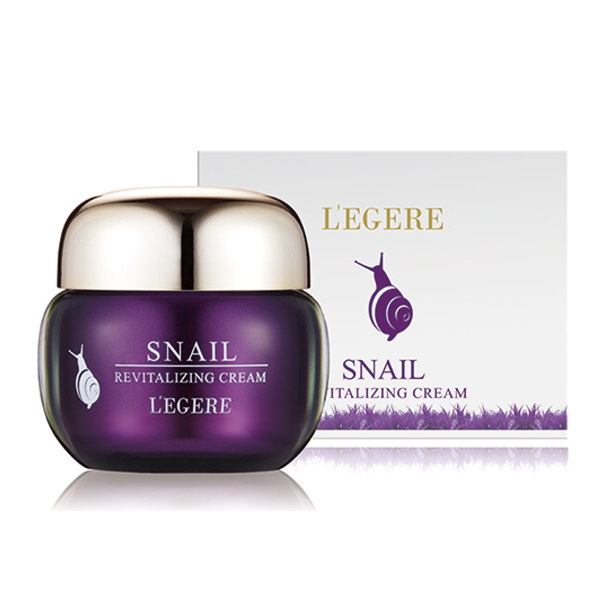 SNAIL
REVITALIZING CREAM
L'EGERE
L'EGERE
SNAIL
VITALIZING CREAM